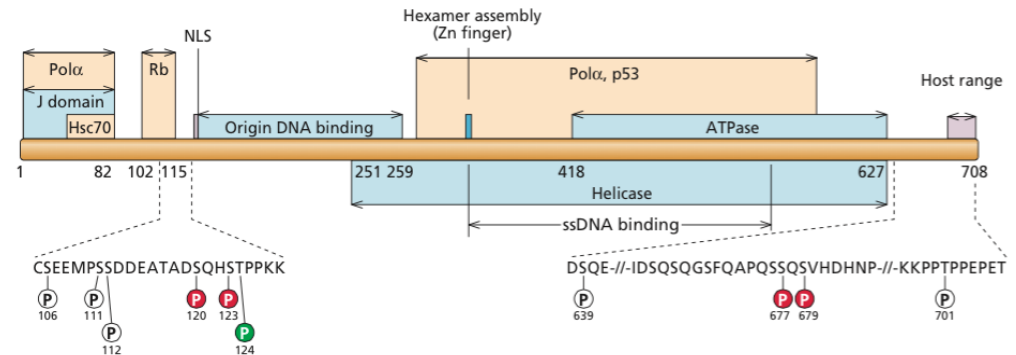 Hexamer assembly
(Zn finger)
NLS
Polα
Rb
Polα, p53
Host range
J domain
Hsc70
Origin DNA binding
ATPase
1 82 102 115 251 259 418 627 708
Helicase
ssDNA binding
CSEEMPSSDDEATADSQHSTPPKK
DSQE-//-IDSQSQGSFQAPQSSQSVHDHNP-//-KKPPTPPEPET
P P P P P P P P
106 111 120 123 639 677 679 701
P P
112 124